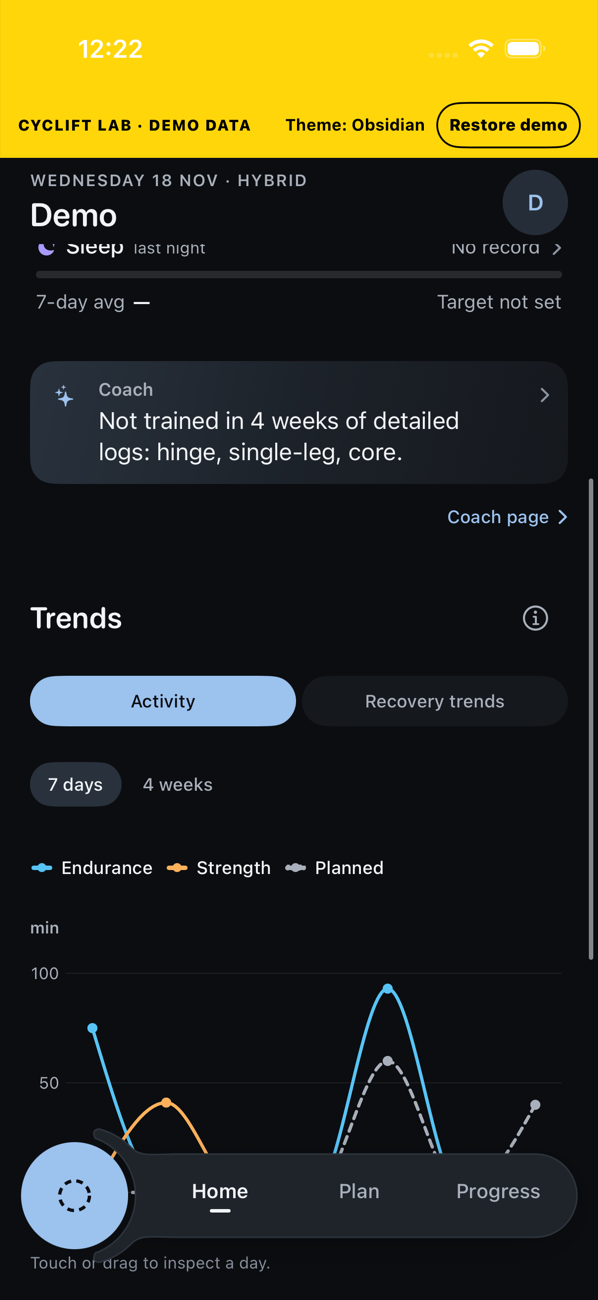 12:22
CYCLIFT LAB · DEMO DATA
Theme: Obsidian
Restore demo
WEDNESDAY 18 NOV · HYBRID
Demo
D
Sleep last night
No record
7-day avg —
Target not set
Coach
Not trained in 4 weeks of detailed
logs: hinge, single-leg, core.
Coach page
Trends
Activity
Recovery trends
7 days
4 weeks
Endurance
Strength
Planned
min
100
50
Home
Plan
Progress
Touch or drag to inspect a day.